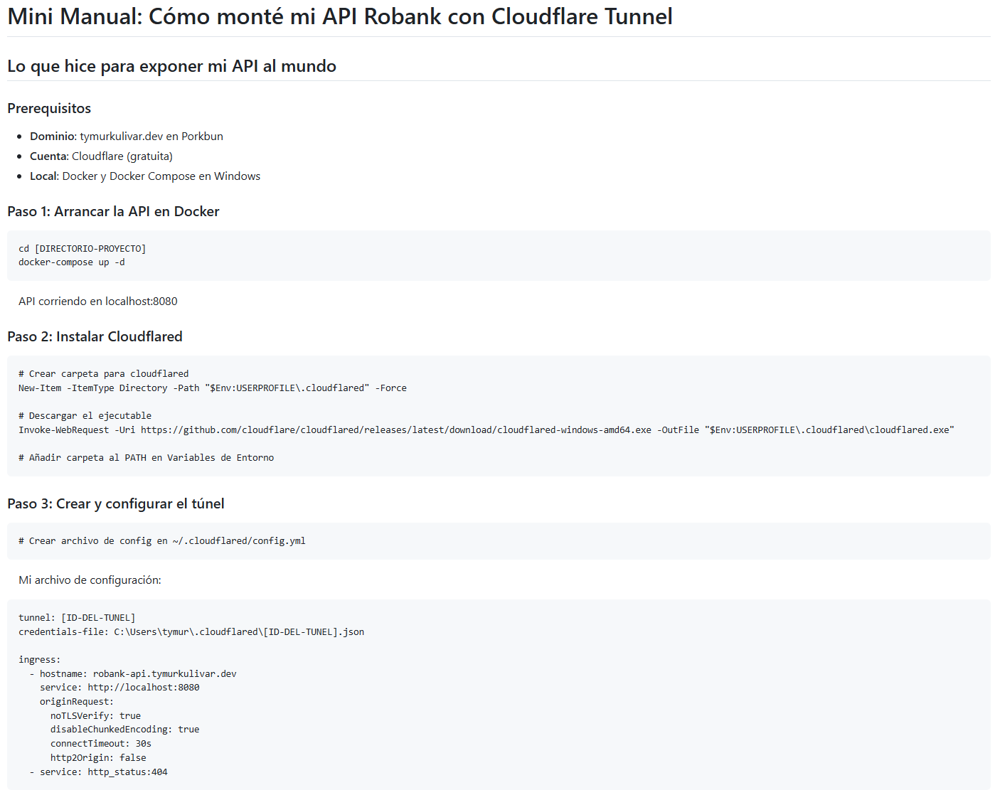 Mini Manual: Cómo monté mi API Robank con Cloudflare Tunnel
Lo que hice para exponer mi API al mundo
Prerequisitos
Dominio: tymurkulivar.dev en Porkbun
Cuenta: Cloudflare (gratuita)
Local: Docker y Docker Compose en Windows
Paso 1: Arrancar la API en Docker
cd [DIRECTORIO-PROYECTO]
docker-compose up -d
API corriendo en localhost:8080
Paso 2: Instalar Cloudflared
# Crear carpeta para cloudflared
New-Item -ItemType Directory -Path "$Env:USERPROFILE\.cloudflared" -Force
# Descargar el ejecutable
Invoke-WebRequest -Uri https://github.com/cloudflare/cloudflared/releases/latest/download/cloudflared-windows-amd64.exe -OutFile "$Env:USERPROFILE\.cloudflared\cloudflared.exe"
# Añadir carpeta al PATH en Variables de Entorno
Paso 3: Crear y configurar el túnel
# Crear archivo de config en ~/.cloudflared/config.yml
Mi archivo de configuración:
tunnel: [ID-DEL-TUNEL]
credentials-file: C:\Users\tymur\.cloudflared\[ID-DEL-TUNEL].json
ingress:
  - hostname: robank-api.tymurkulivar.dev
    service: http://localhost:8080
    originRequest:
      noTLSVerify: true
      disableChunkedEncoding: true
      connectTimeout: 30s
      http2Origin: false
  - service: http_status:404